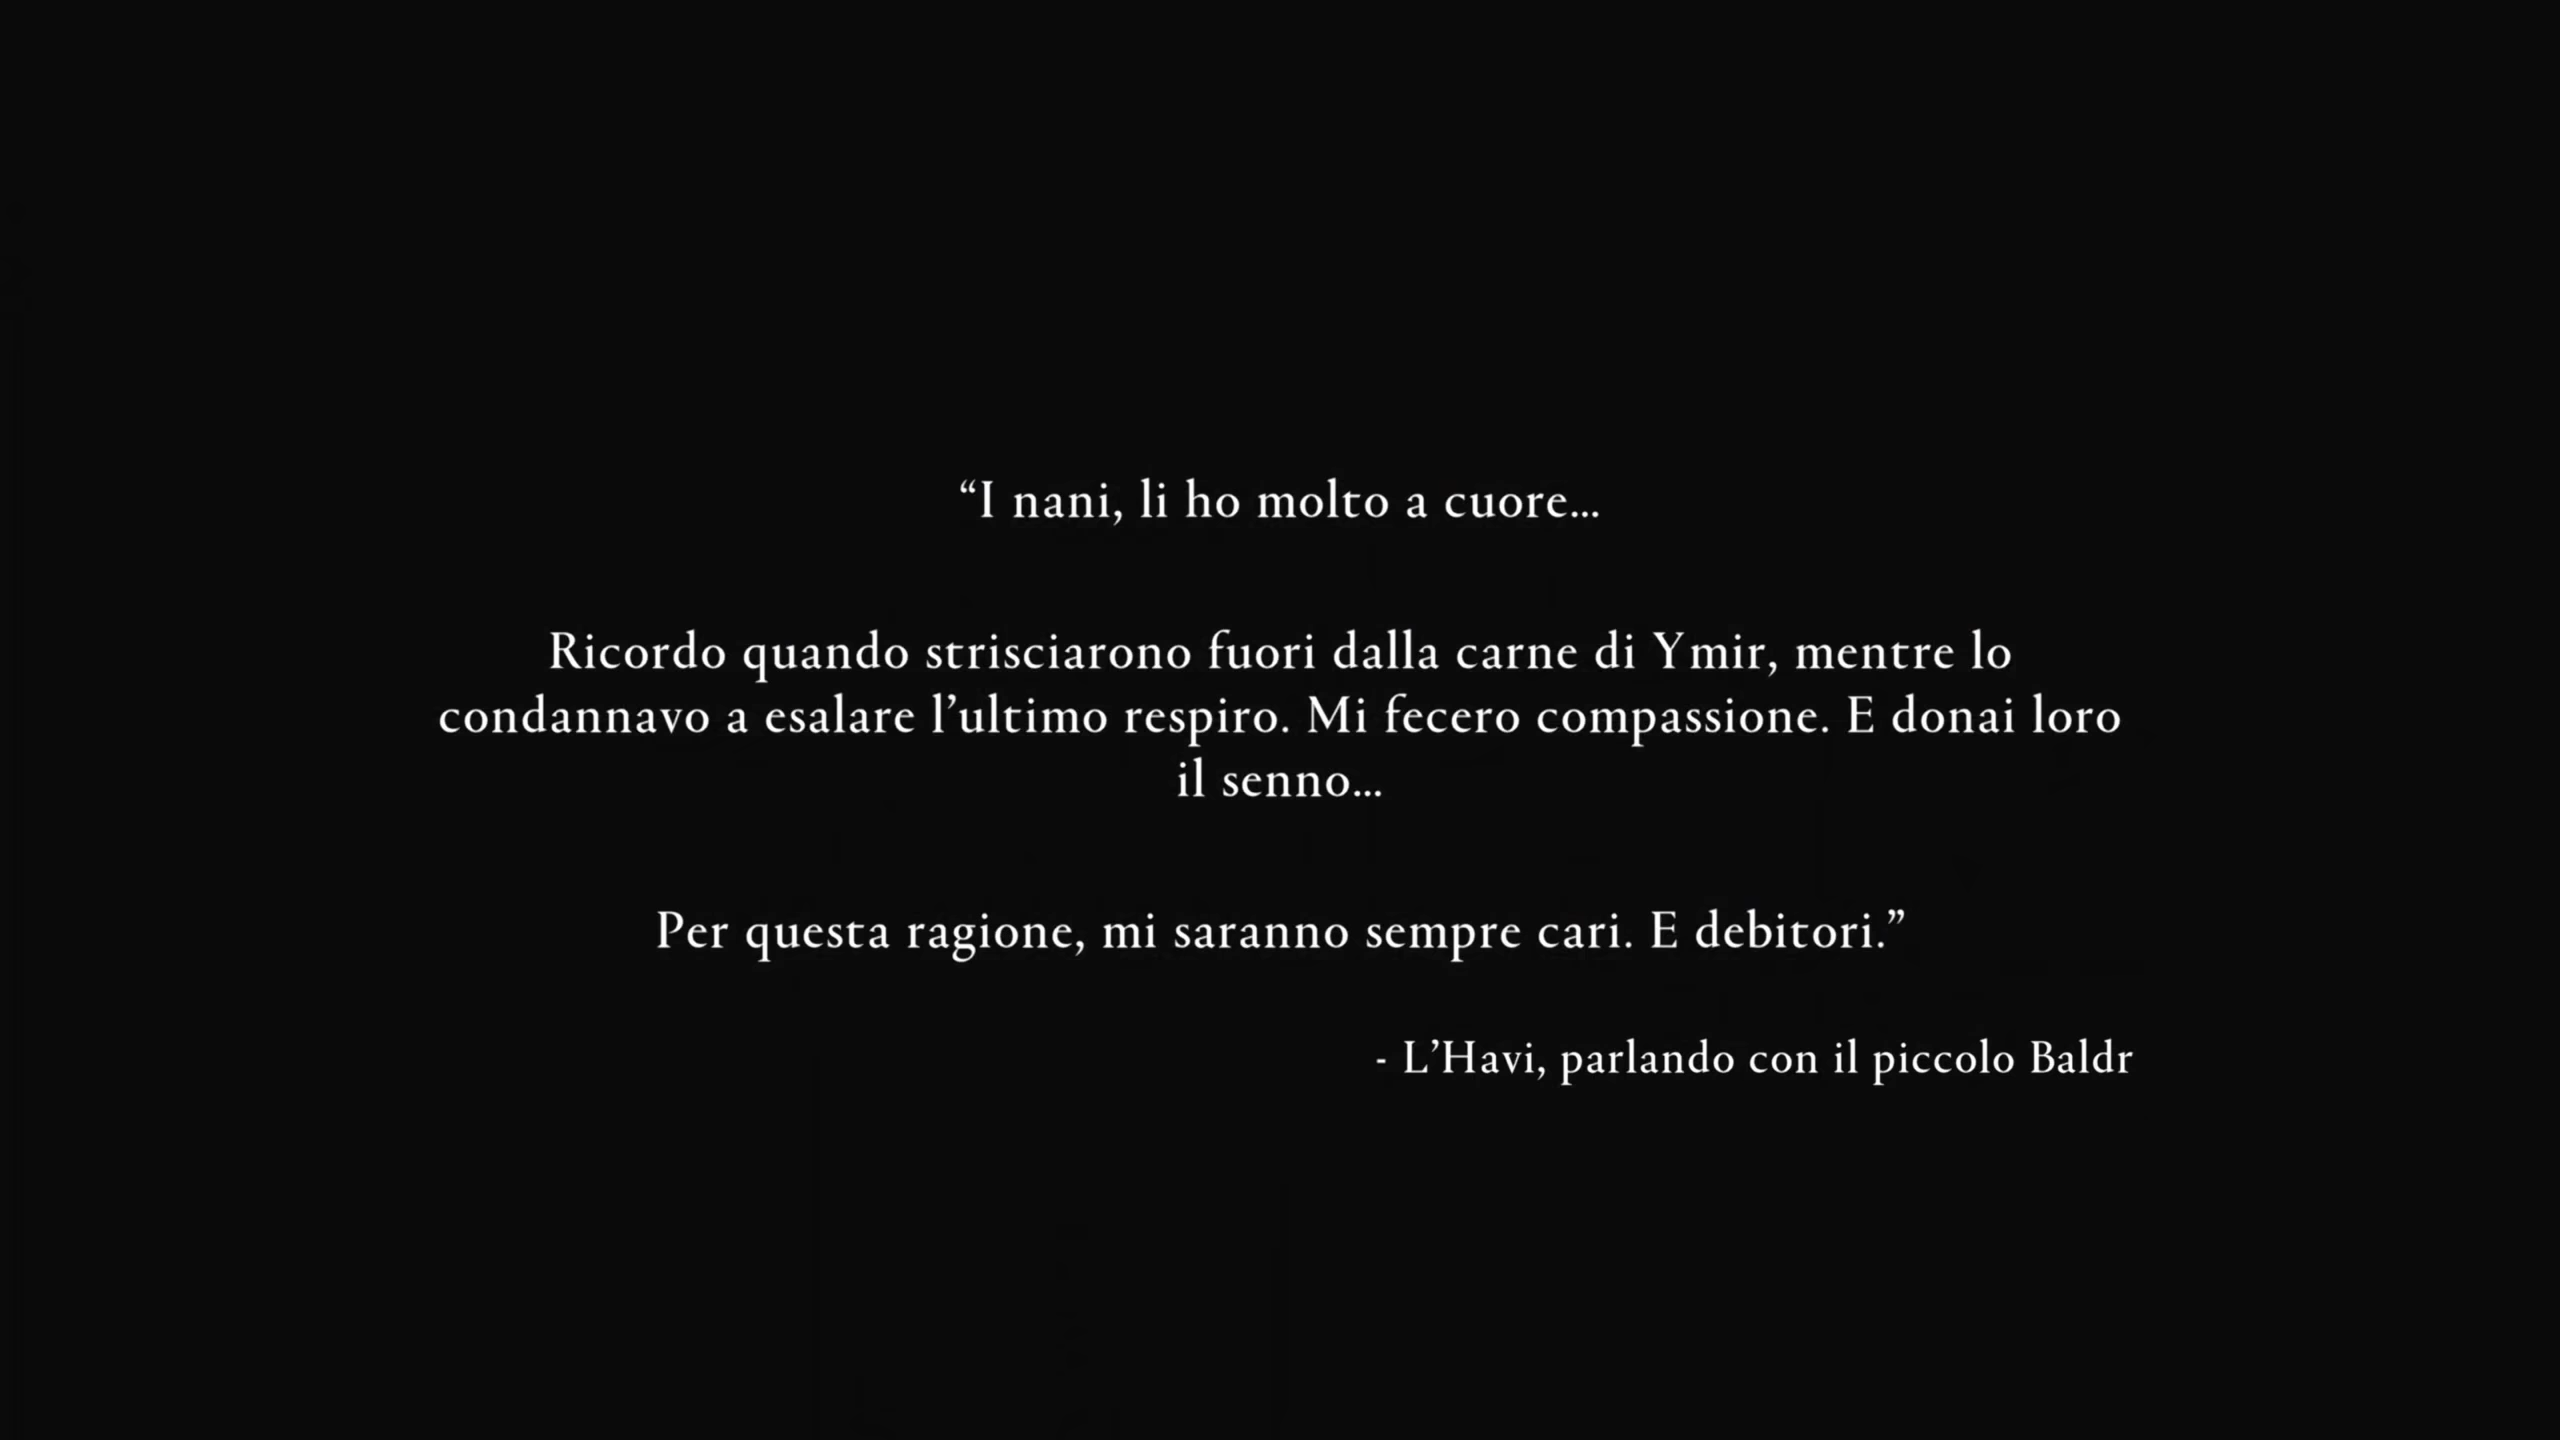 “I nani, li ho molto a cuore...
Ricordo quando strisciarono fuori dalla carne di Ymir, mentre lo
condannavo a esalare l’ultimo respiro. Mi fecero compassione. E donai loro
il senno...
Per questa ragione, mi saranno sempre cari. E debitori.”
- L’Havi, parlando con il piccolo Baldr